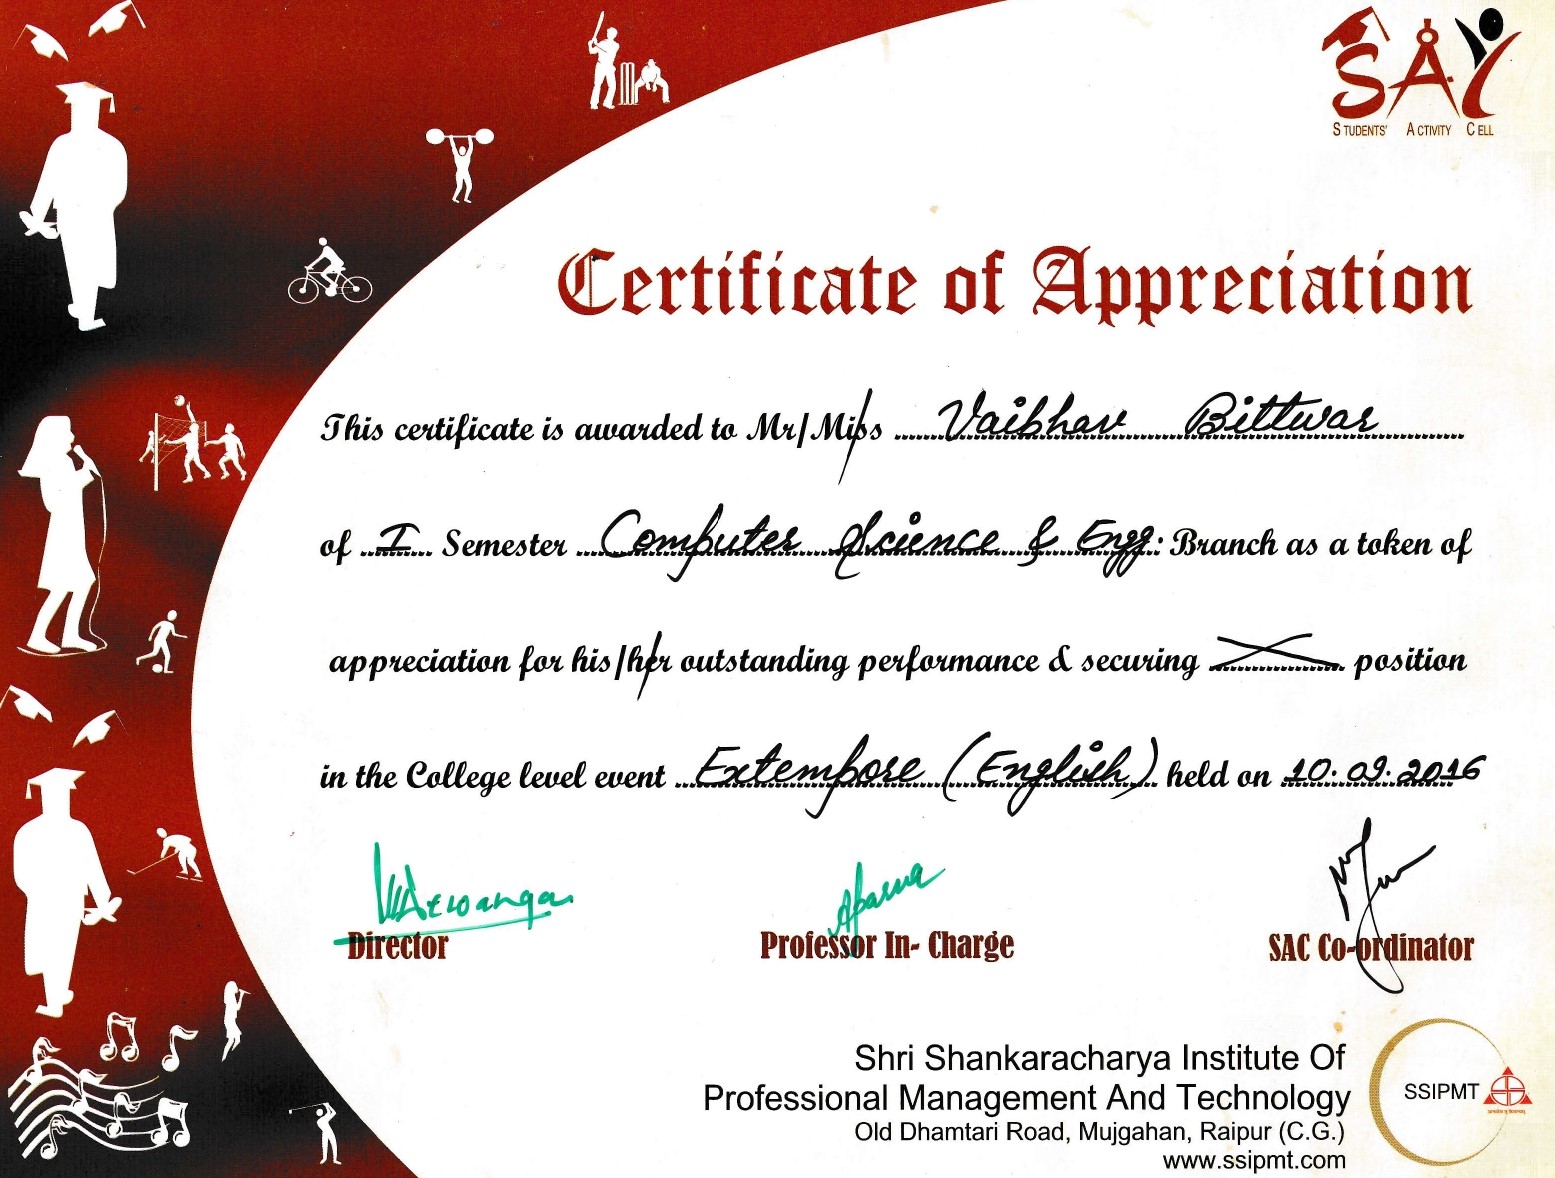 SAC
STUDENTS' ACTIVITY CELL
Certificate of Appreciation
This certificate is awarded to Mr/Miss Vaibhav Bittwar
of I Semester Computer Science & Engg. Branch as a token of
appreciation for his/her outstanding performance & securing position
in the College level event Extempore (English) held on 10.09.2016
Dewangan Aparna
Director Professor In- Charge SAC Co-ordinator
Shri Shankaracharya Institute Of
Professional Management And Technology
SSIPMT
Old Dhamtari Road, Mujgahan, Raipur (C.G.)
www.ssipmt.com